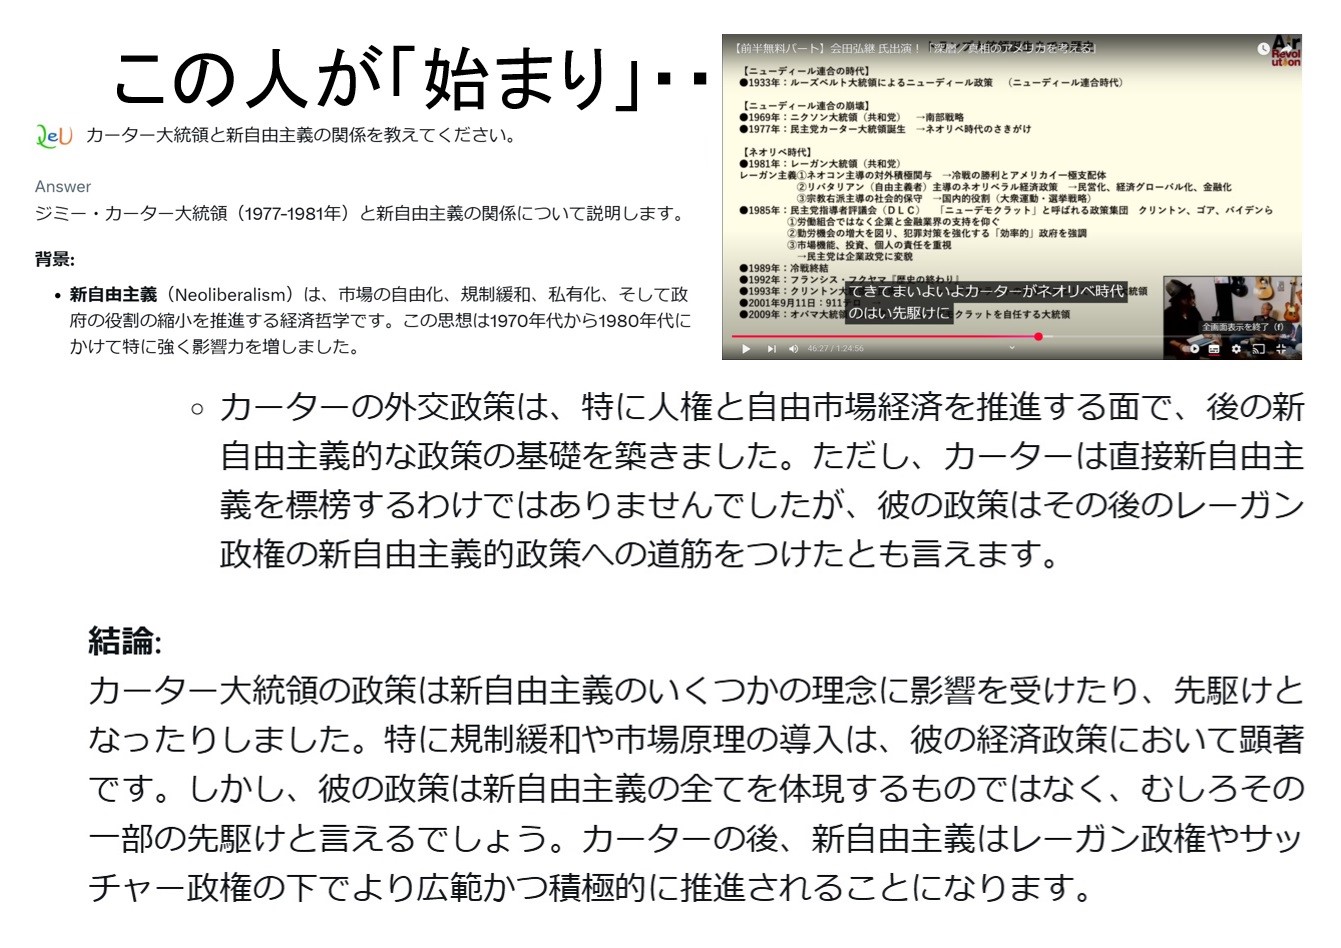 この人が「始まり」・・
QeU カーター大統領と新自由主義の関係を教えてください。
Answer
ジミー・カーター大統領（1977-1981年）と新自由主義の関係について説明します。
背景:
• 新自由主義（Neoliberalism）は、市場の自由化、規制緩和、私有化、そして政
府の役割の縮小を推進する経済哲学です。この思想は1970年代から1980年代に
かけて特に強く影響力を増しました。
【前半無料パート】会田弘継 氏出演！「深層／真相のアメリカを考える」
Air
Revol
ution
【ニューディール連合の時代】
●1933年：ルーズベルト大統領によるニューディール政策　（ニューディール連合時代）
【ニューディール連合の崩壊】
●1969年：ニクソン大統領（共和党）　→南部戦略
●1977年：民主党カーター大統領誕生　→ネオリベ時代のさきがけ
【ネオリベ時代】
●1981年：レーガン大統領（共和党）
レーガン主義①ネオコン主導の対外積極関与　→冷戦の勝利とアメリカイ一極支配体
②リバタリアン（自由主義者）主導のネオリベラル経済政策　→民営化、経済グローバル化、金融化
③宗教右派主導の社会的保守　→国内的役割（大衆運動・選挙戦略）
●1985年：民主党指導者評議会（ＤＬＣ）　「ニューデモクラット」と呼ばれる政策集団　クリントン、ゴア、バイデンら
①労働組合ではなく企業と金融業界の支持を仰ぐ
②勤労機会の増大を図り、犯罪対策を強化する「効率的」政府を強調
③市場機能、投資、個人の責任を重視
→民主党は企業政党に変貌
●1989年：冷戦終結
●1992年：フランシス・フクヤマ『歴史の終わり』
●1993年：クリントン大 統領
●2001年9月11日：911テロ　→
●2009年：オバマ大統領 クラットを自任する大統領
てきてまいよいよカーターがネオリベ時代
のはい先駆けに
全画面表示を終了（f）
46:27 / 1:24:56
○ カーターの外交政策は、特に人権と自由市場経済を推進する面で、後の新
自由主義的な政策の基礎を築きました。ただし、カーターは直接新自由主
義を標榜するわけではありませんでしたが、彼の政策はその後のレーガン
政権の新自由主義的政策への道筋をつけたとも言えます。
結論:
カーター大統領の政策は新自由主義のいくつかの理念に影響を受けたり、先駆けと
なったりしました。特に規制緩和や市場原理の導入は、彼の経済政策において顕著
です。しかし、彼の政策は新自由主義の全てを体現するものではなく、むしろその
一部の先駆けと言えるでしょう。カーターの後、新自由主義はレーガン政権やサッ
チャー政権の下でより広範かつ積極的に推進されることになります。